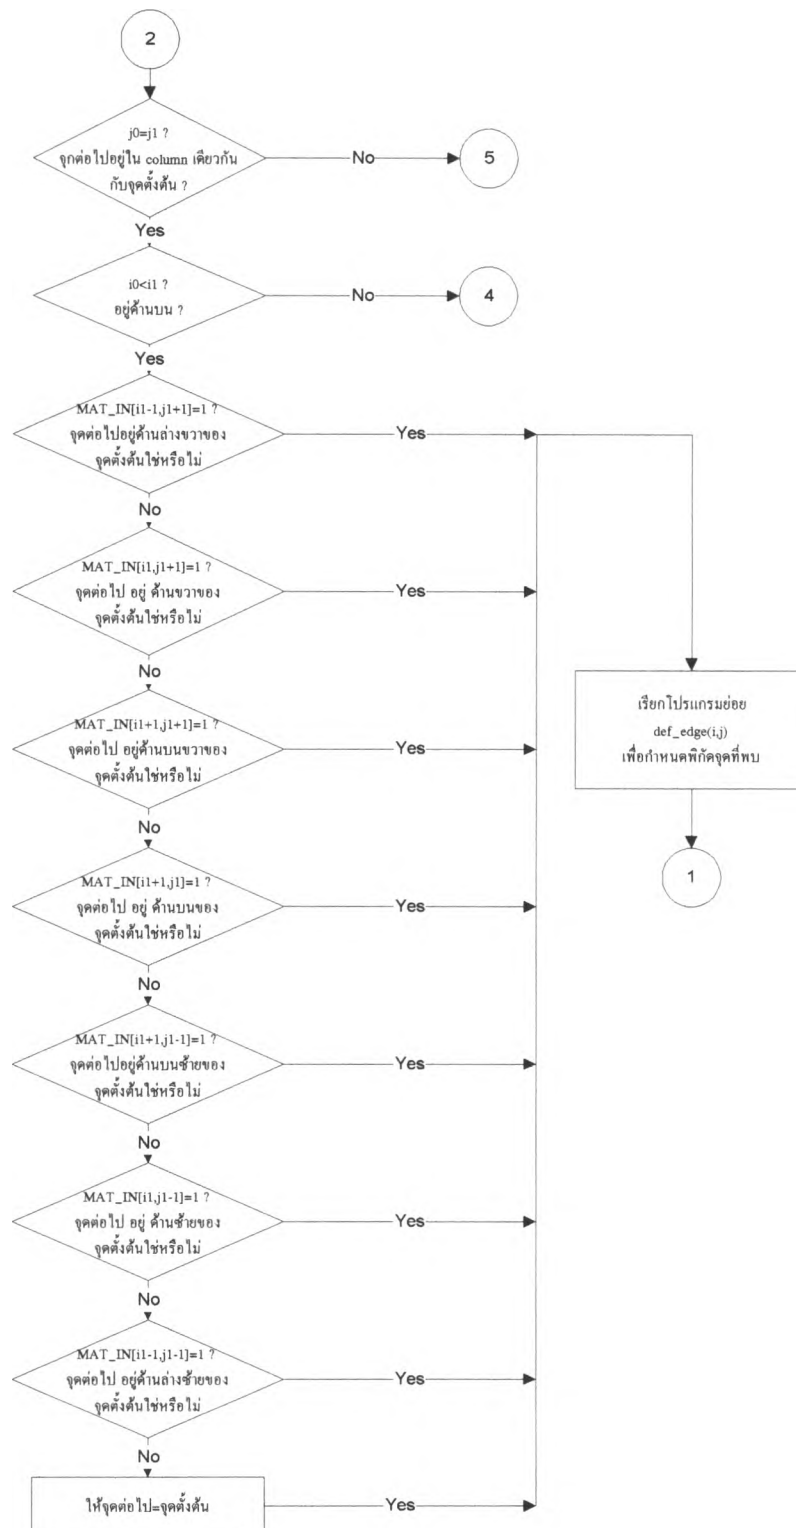 2
j0=j1 ?
จุกต่อไปอยู่ใน column เดียวกัน
กับจุดตั้งต้น ?
No
5
Yes
i0<i1 ?
อยู่ด้านบน ?
No
4
Yes
MAT_IN[i1-1,j1+1]=1 ?
จุดต่อไปอยู่ด้านล่างขวาของ
จุดตั้งต้นใช่หรือไม่
Yes
No
MAT_IN[i1,j1+1]=1 ?
จุดต่อไป อยู่ ด้านขวาของ
จุดตั้งต้นใช่หรือไม่
Yes
No
เรียกโปรแกรมย่อย
def_edge(i,j)
เพื่อกำหนดพิกัดจุดที่พบ
MAT_IN[i1+1,j1+1]=1 ?
จุดต่อไป อยู่ด้านบนขวาของ
จุดตั้งต้นใช่หรือไม่
Yes
No
1
MAT_IN[i1+1,j1]=1 ?
จุดต่อไป อยู่ ด้านบนของ
จุดตั้งต้นใช่หรือไม่
Yes
No
MAT_IN[i1+1,j1-1]=1 ?
จุดต่อไปอยู่ด้านบนซ้ายของ
จุดตั้งต้นใช่หรือไม่
Yes
No
MAT_IN[i1,j1-1]=1 ?
จุดต่อไป อยู่ ด้านซ้ายของ
จุดตั้งต้นใช่หรือไม่
Yes
No
MAT_IN[i1-1,j1-1]=1 ?
จุดต่อไป อยู่ด้านล่างซ้ายของ
จุดตั้งต้นใช่หรือไม่
Yes
No
ให้จุดต่อไป=จุดตั้งต้น
Yes